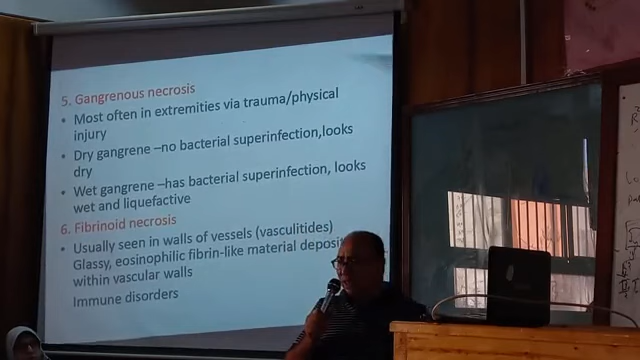 5. Gangrenous necrosis
• Most often in extremities via trauma/physical
injury
• Dry gangrene –no bacterial superinfection,looks
dry
• Wet gangrene –has bacterial superinfection, looks
wet and liquefactive
6. Fibrinoid necrosis
• Usually seen in walls of vessels (vasculitides)
Glassy, eosinophilic fibrin-like material
within vascular walls
Immune disorders